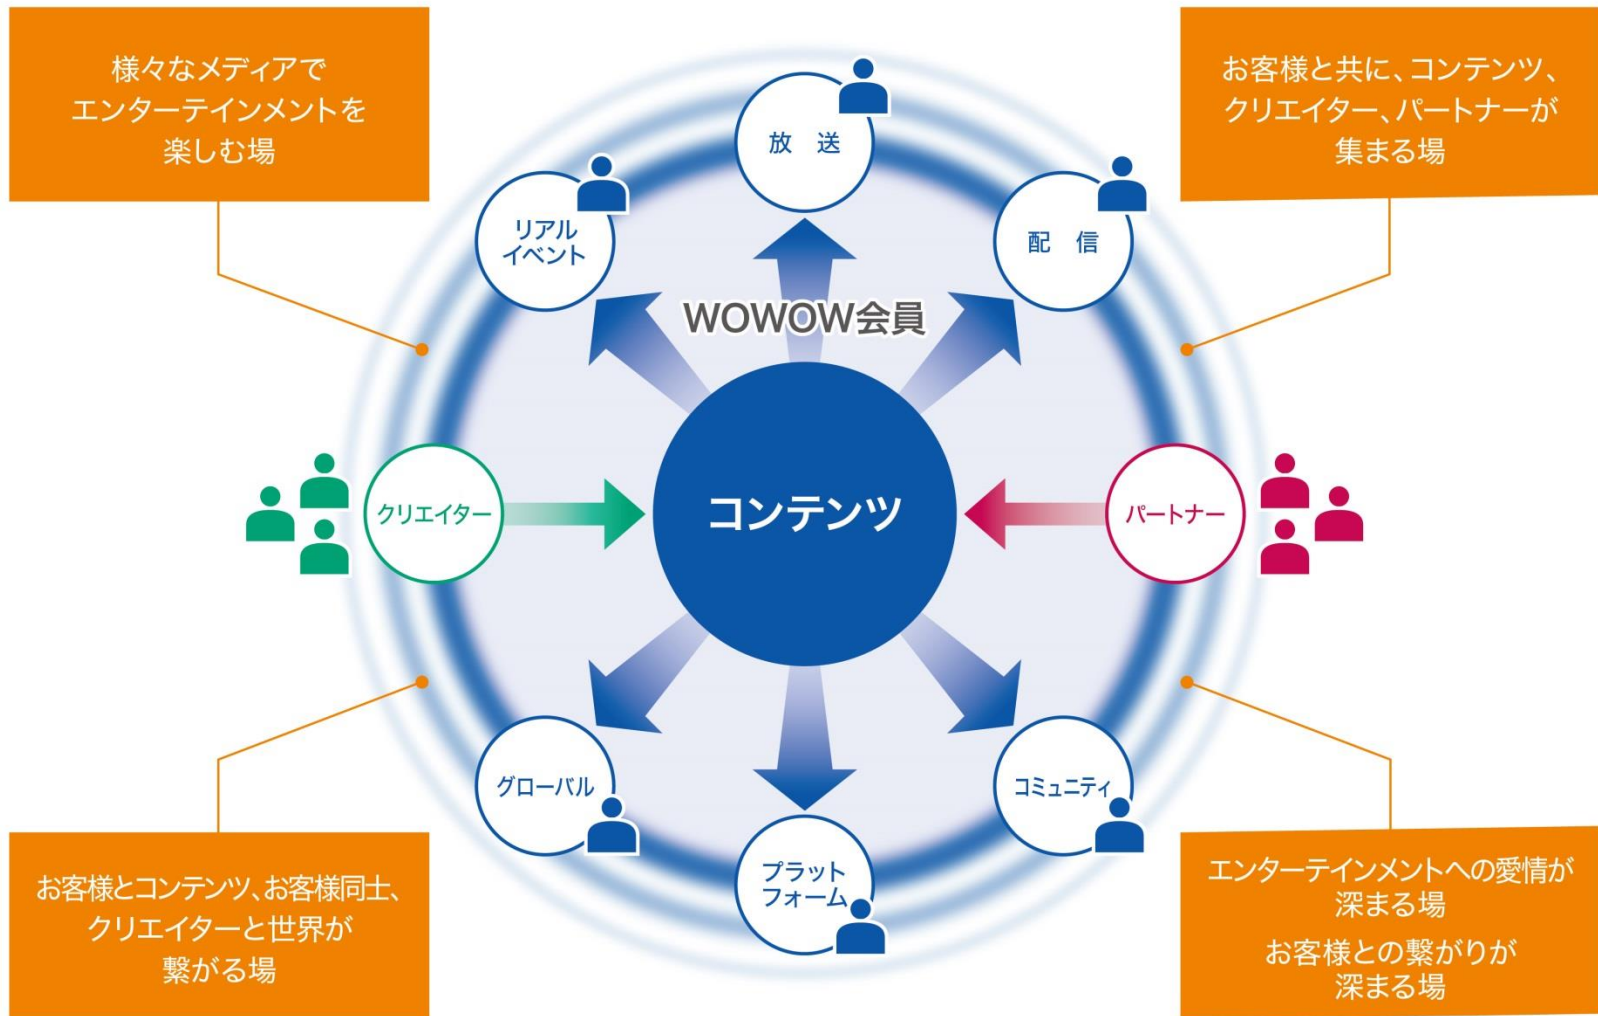 様々なメディアで
エンターテインメントを
楽しむ場
お客様と共に、コンテンツ、
クリエイター、パートナーが
集まる場
放 送
リアル
イベント
配 信
WOWOW会員
クリエイター
コンテンツ
パートナー
グローバル
プラット
フォーム
コミュニティ
お客様とコンテンツ、お客様同士、
クリエイターと世界が
繋がる場
エンターテインメントへの愛情が
深まる場
お客様との繋がりが
深まる場